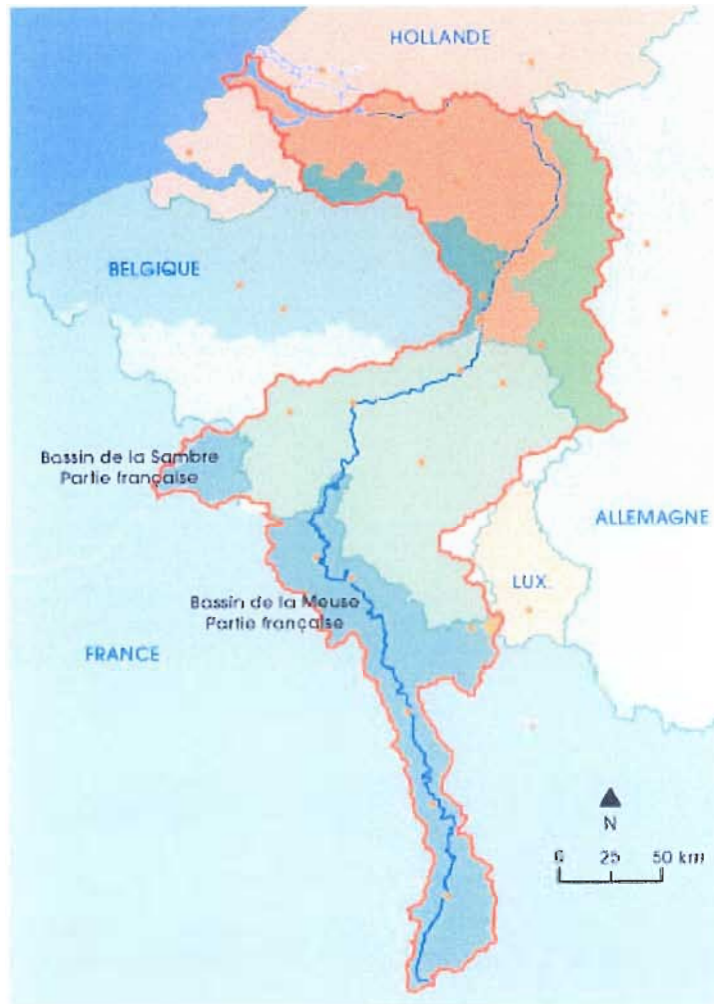 HOLLANDE
BELGIQUE
Bassin de la Sambre
Partie française
ALLEMAGNE
LUX.
Bassin de la Meuse
Partie française
FRANCE
N
0 25 50 km